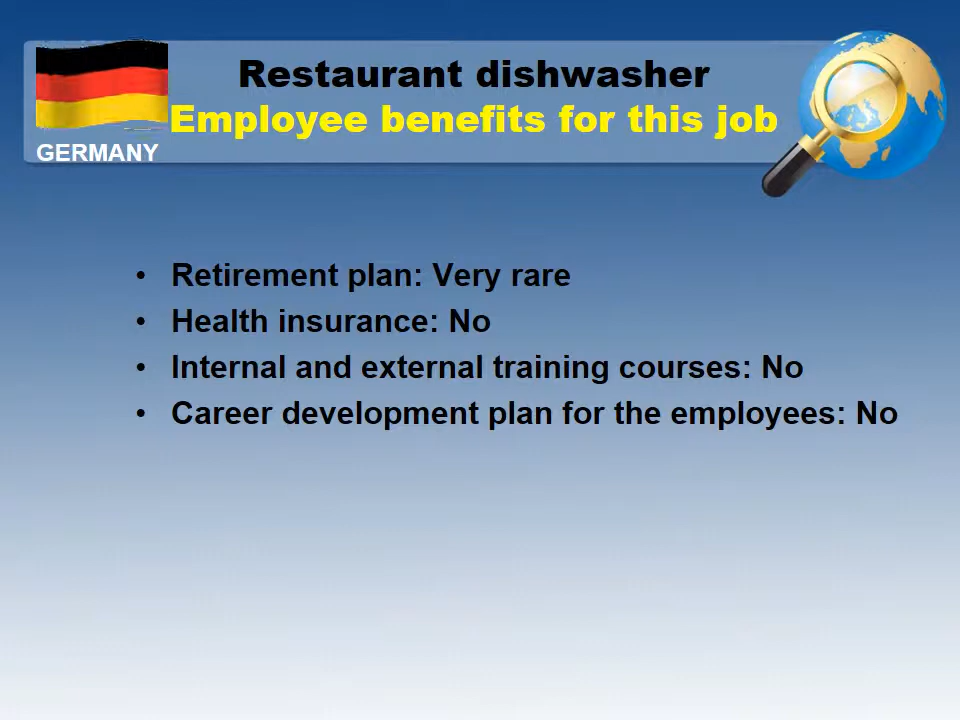 Restaurant dishwasher
Employee benefits for this job
GERMANY
• Retirement plan: Very rare
• Health insurance: No
• Internal and external training courses: No
• Career development plan for the employees: No